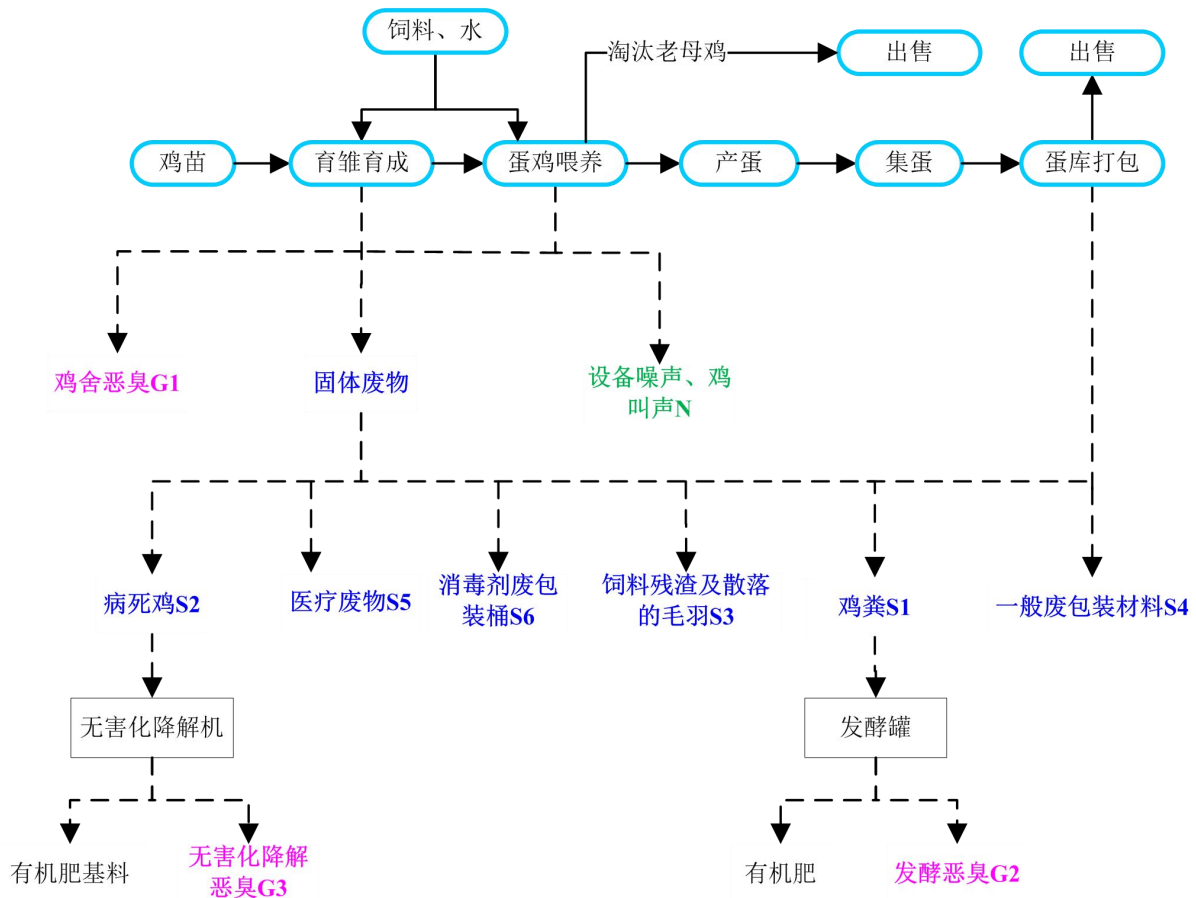 饲料、水
淘汰老母鸡
出售
出售
鸡苗
育雏育成
蛋鸡喂养
产蛋
集蛋
蛋库打包
鸡舍恶臭G1
固体废物
设备噪声、鸡
叫声N
病死鸡S2
医疗废物S5
消毒剂废包
装桶S6
饲料残渣及散落
的毛羽S3
鸡粪S1
一般废包装材料S4
无害化降解机
发酵罐
有机肥基料
无害化降解
恶臭G3
有机肥
发酵恶臭G2